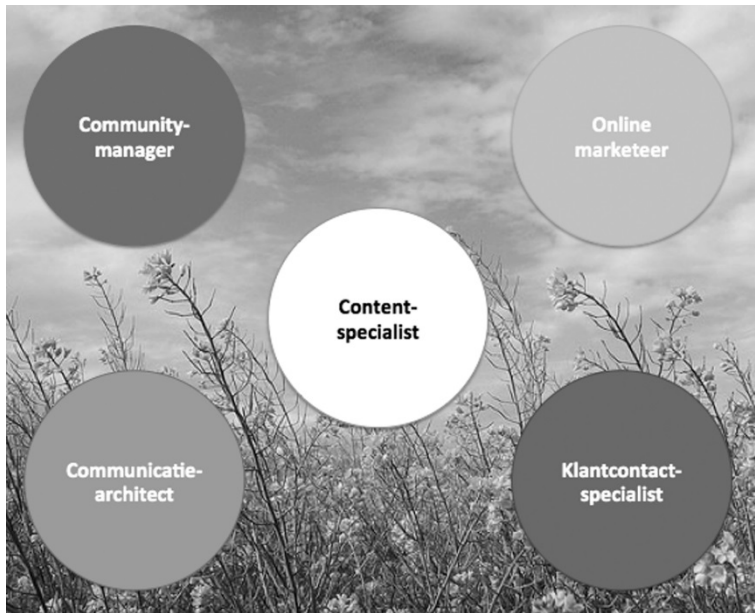 Community-
manager
Online
marketeer
Content-
specialist
Communicatie-
architect
Klantcontact-
specialist